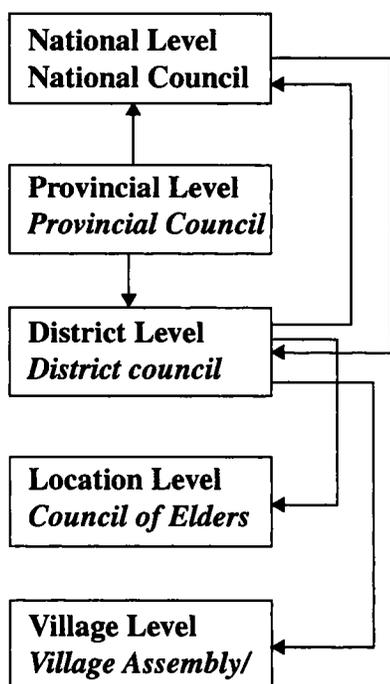 National Level
National Council
Provincial Level
Provincial Council
District Level
District council
Location Level
Council of Elders
Village Level
Village Assembly/